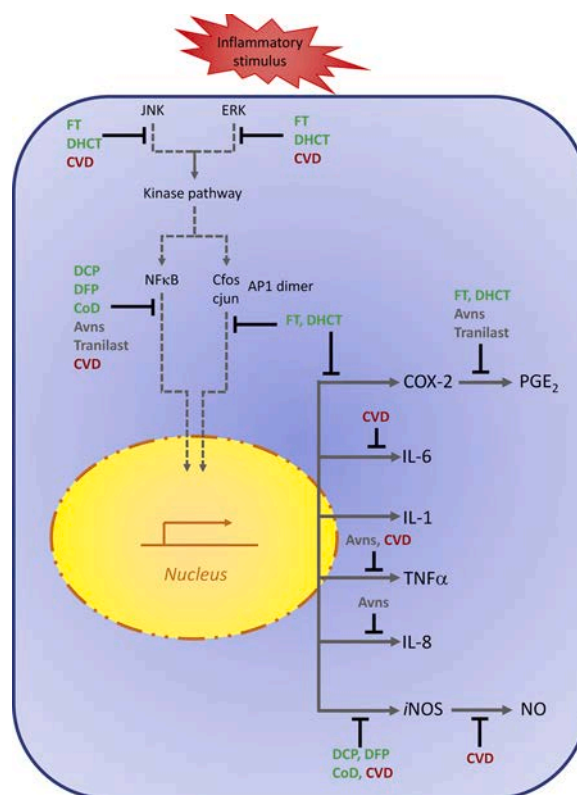 Inflammatory
stimulus
JNK
ERK
FT
DHCT
CVD
FT
DHCT
CVD
Kinase pathway
DCP
DFP
CoD
Avns
Tranilast
CVD
NFκB
Cfos
cjun
AP1 dimer
FT, DHCT
FT, DHCT
Avns
Tranilast
COX-2
PGE₂
CVD
IL-6
IL-1
Avns, CVD
TNFα
Avns
IL-8
Nucleus
iNOS
NO
DCP, DFP
CoD, CVD
CVD